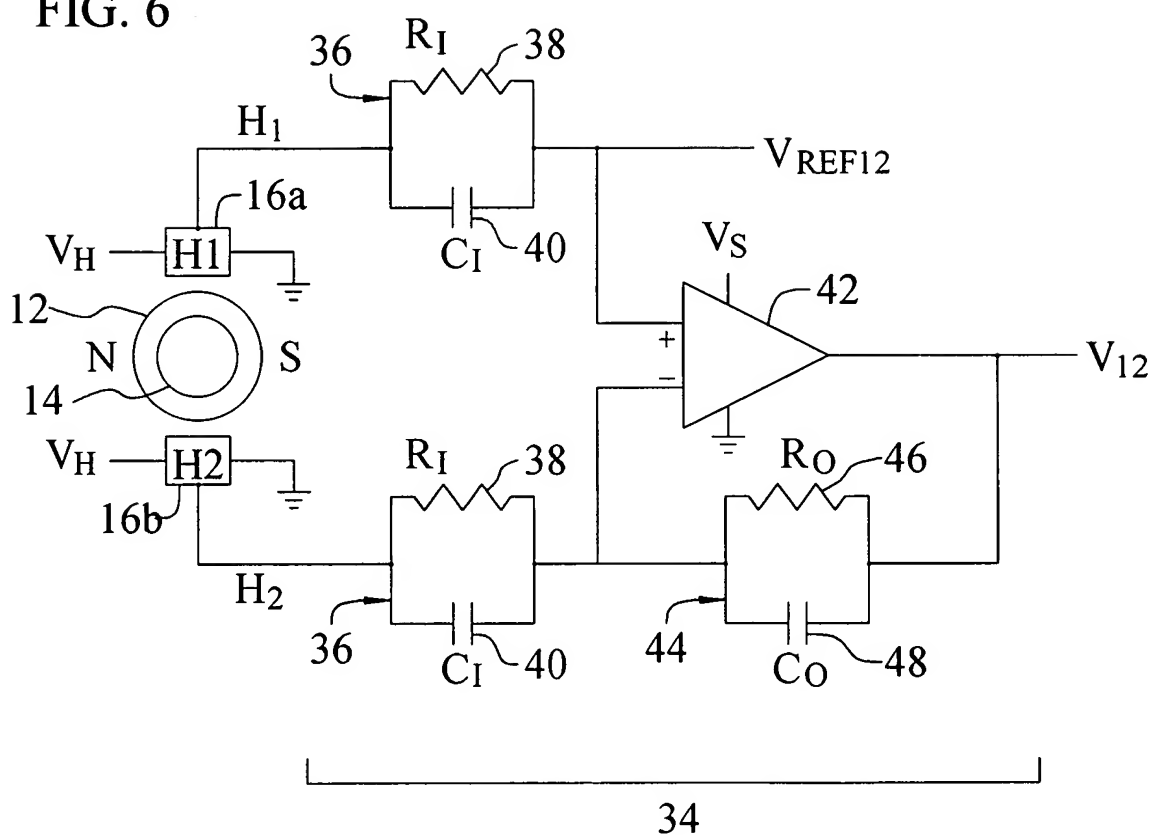 FIG. 6
R_I
38
36
H_1
V_REF12
16a
C_I
40
V_H
H1
V_S
42
12
+
N
S
V_12
14
−
V_H
H2
R_I
38
R_O
46
16b
H_2
36
C_I
40
44
C_O
48
34